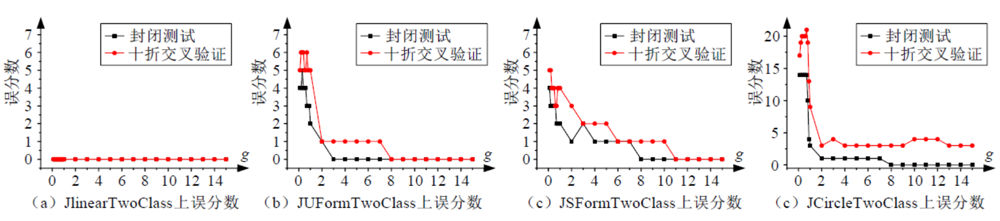 封闭测试
十折交叉验证
误分数
7
6
5
4
3
2
1
0
g
0 2 4 6 8 10 12 14
(a) JlinearTwoClass上误分数
封闭测试
十折交叉验证
误分数
7
6
5
4
3
2
1
0
g
0 2 4 6 8 10 12 14
(b) JUFormTwoClass上误分数
封闭测试
十折交叉验证
误分数
7
6
5
4
3
2
1
0
g
0 2 4 6 8 10 12 14
(c) JSFormTwoClass上误分数
封闭测试
十折交叉验证
误分数
20
15
10
5
0
g
0 2 4 6 8 10 12 14
(c) JCircleTwoClass上误分数